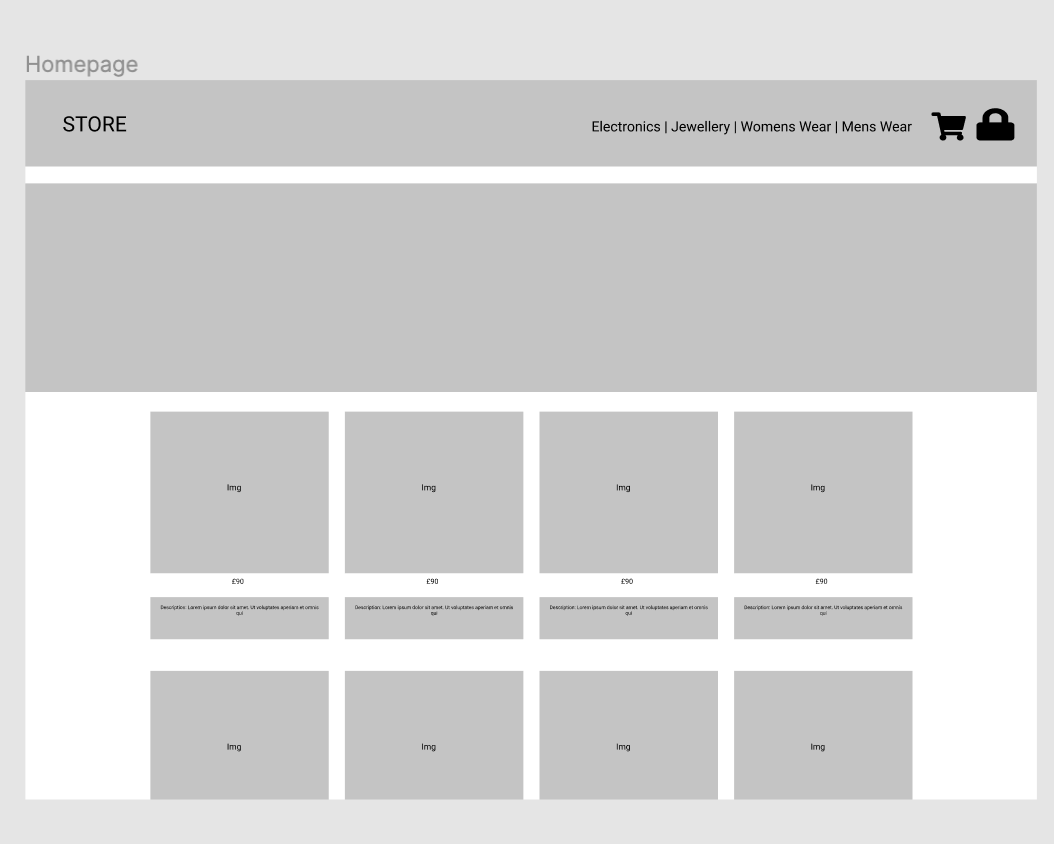 Homepage
STORE
Electronics | Jewellery | Womens Wear | Mens Wear
Img
Img
Img
Img
£90
£90
£90
£90
Description: Lorem ipsum dolor sit amet. Ut voluptates aperiam et omnis
qui
Description: Lorem ipsum dolor sit amet. Ut voluptates aperiam et omnis
qui
Description: Lorem ipsum dolor sit amet. Ut voluptates aperiam et omnis
qui
Description: Lorem ipsum dolor sit amet. Ut voluptates aperiam et omnis
qui
Img
Img
Img
Img